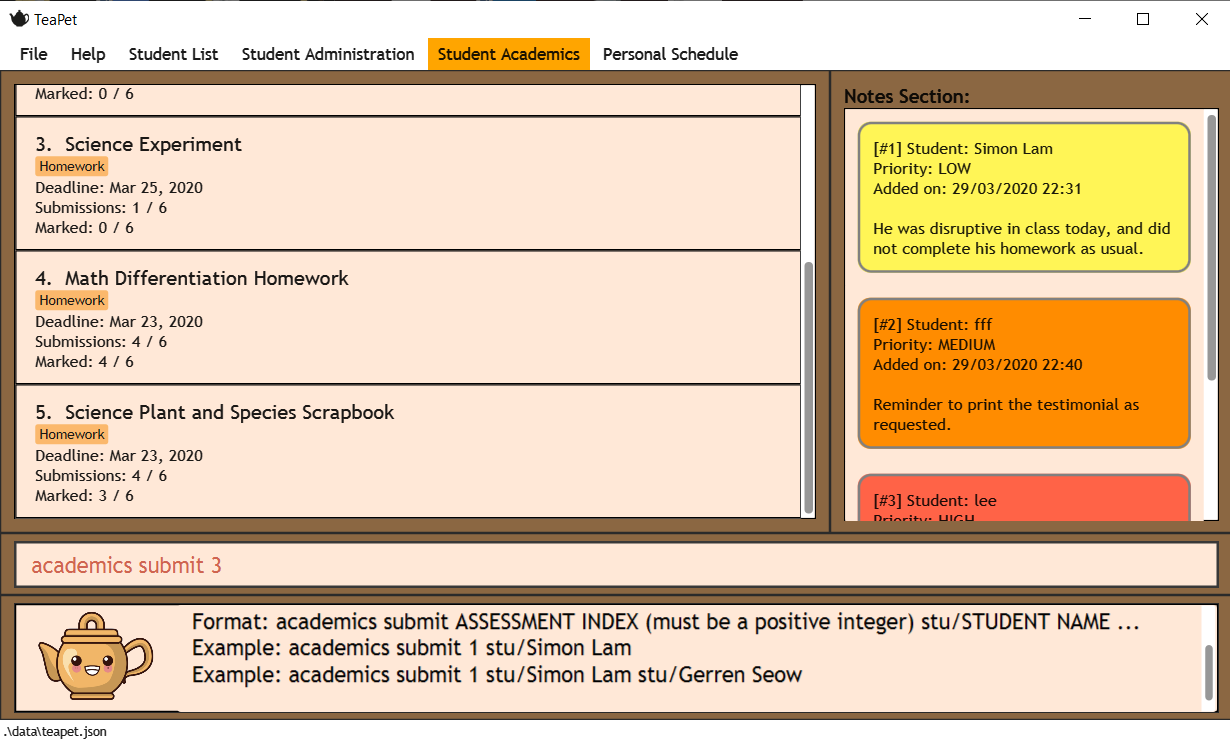 TeaPet
File Help Student List Student Administration Student Academics Personal Schedule
Marked: 0 / 6
3. Science Experiment
Homework
Deadline: Mar 25, 2020
Submissions: 1 / 6
Marked: 0 / 6
4. Math Differentiation Homework
Homework
Deadline: Mar 23, 2020
Submissions: 4 / 6
Marked: 4 / 6
5. Science Plant and Species Scrapbook
Homework
Deadline: Mar 23, 2020
Submissions: 4 / 6
Marked: 3 / 6
Notes Section:
[#1] Student: Simon Lam
Priority: LOW
Added on: 29/03/2020 22:31
He was disruptive in class today, and did
not complete his homework as usual.
[#2] Student: fff
Priority: MEDIUM
Added on: 29/03/2020 22:40
Reminder to print the testimonial as
requested.
[#3] Student: lee
Priority: HIGH
academics submit 3
Format: academics submit ASSESSMENT INDEX (must be a positive integer) stu/STUDENT NAME ...
Example: academics submit 1 stu/Simon Lam
Example: academics submit 1 stu/Simon Lam stu/Gerren Seow
.\data\teapet.json